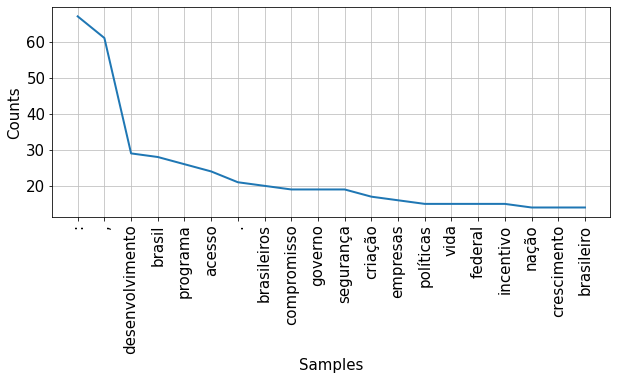 Counts
60
50
40
30
20
:
,
desenvolvimento
brasil
programa
acesso
.
brasileiros
compromisso
governo
segurança
criação
empresas
políticas
vida
federal
incentivo
nação
crescimento
brasileiro
Samples